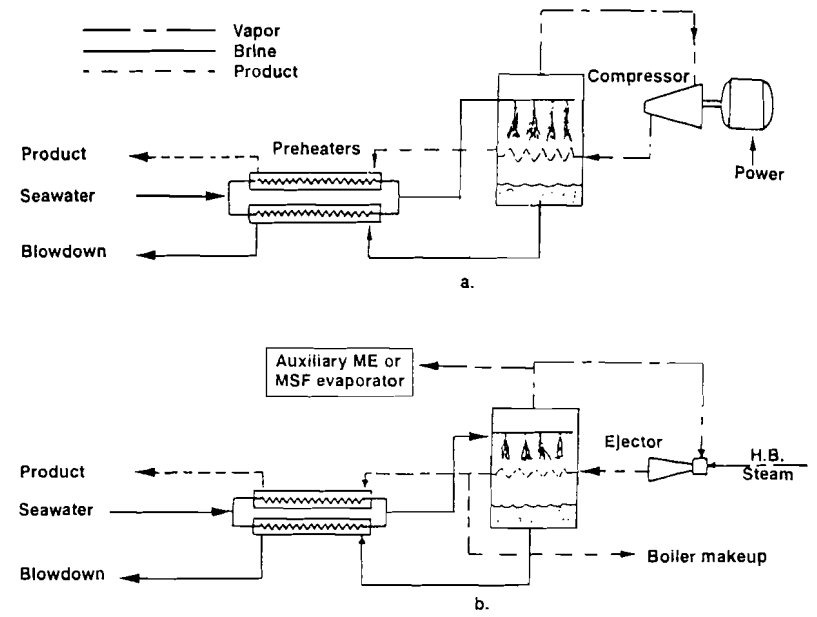 Vapor
Brine
Product
Compressor
Power
Preheaters
Product
Seawater
Blowdown
a.
Auxiliary ME or
MSF evaporator
Ejector
H.B.
Steam
Product
Seawater
Boiler makeup
Blowdown
b.